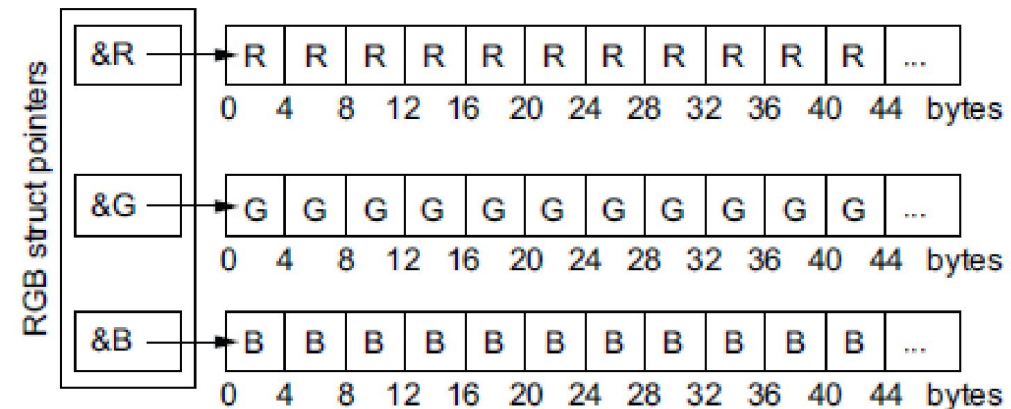 RGB struct pointers
&R R R R R R R R R R R R ...
0 4 8 12 16 20 24 28 32 36 40 44 bytes
&G G G G G G G G G G G G ...
0 4 8 12 16 20 24 28 32 36 40 44 bytes
&B B B B B B B B B B B B ...
0 4 8 12 16 20 24 28 32 36 40 44 bytes